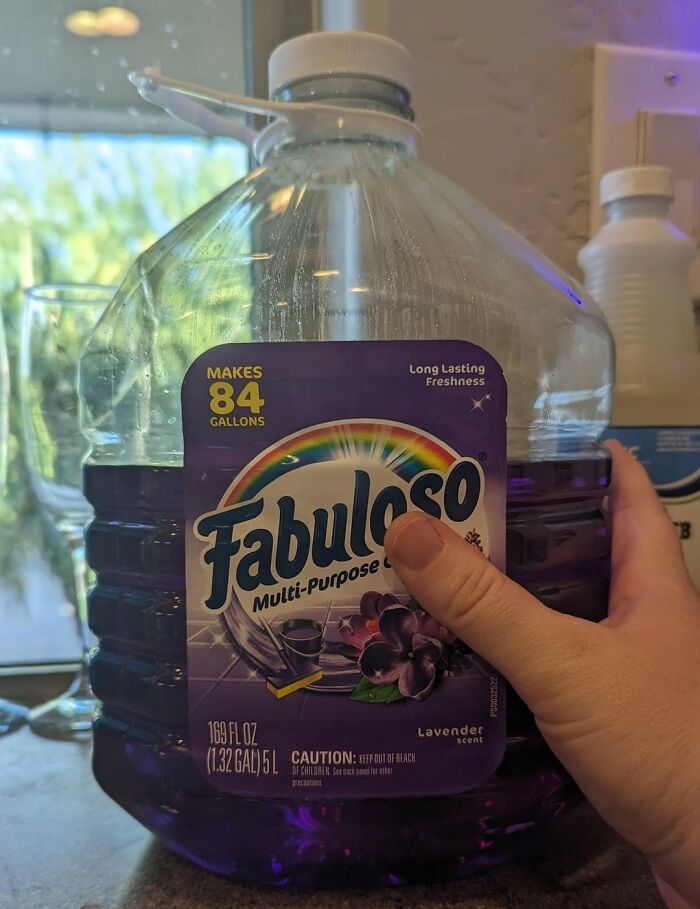 MAKES
84
GALLONS
Long Lasting
Freshness
Fabuloso®
Multi-Purpose
169 FL OZ
(1.32 GAL) 5 L
CAUTION: KEEP OUT OF REACH
OF CHILDREN. See back panel for other
precautions
Lavender
scent